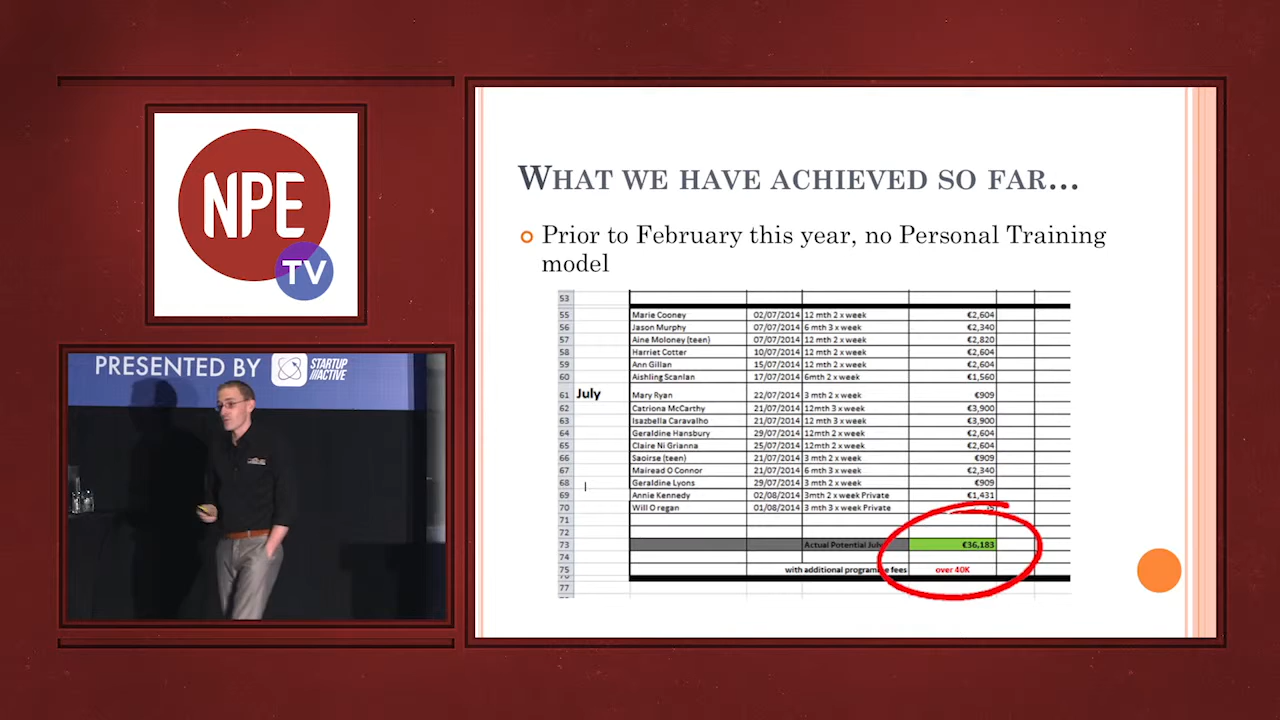 NPE
TV
PRESENTED BY STARTUP ACTIVE
WHAT WE HAVE ACHIEVED SO FAR...
Prior to February this year, no Personal Training
model
53
55 Marie Cooney 02/07/2014 12 mth 2 x week €2,604
56 Jason Murphy 07/07/2014 6 mth 3 x week €2,340
57 Aine Moloney (teen) 07/07/2014 12 mth 2 x week €2,820
58 Harriet Cotter 10/07/2014 12 mth 2 x week €2,604
59 Ann Gillan 15/07/2014 12 mth 2 x week €2,604
60 Aishling Scanlan 17/07/2014 6mth 2 x week €1,560
61 July Mary Ryan 22/07/2014 3 mth 2 x week €909
62 Catriona McCarthy 21/07/2014 12mth 3 x week €3,900
63 Isazbella Caravalho 21/07/2014 12 mth 3 x week €3,900
64 Geraldine Hansbury 29/07/2014 12mth 2 x week €2,604
65 Claire Ni Grianna 25/07/2014 12 mth 2 x week €2,604
66 Saoirse (teen) 21/07/2014 3 mth 2 x week €909
67 Mairead O Connor 21/07/2014 6 mth 3 x week €2,340
68 Geraldine Lyons 29/07/2014 3 mth 2 x week €909
69 Annie Kennedy 02/08/2014 3mth 2 x week Private €1,431
70 Will O regan 01/08/2014 3 mth 3 x week Private
71
72
73 Actual Potential July €36,183
74
75 with additional programme fees over 40K
77